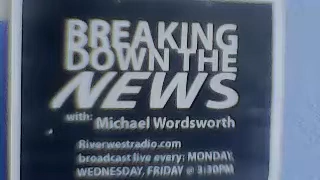 BREAKING
DOWN THE
NEWS
with: Michael Wordsworth
Riverwestradio.com
broadcast live every: MONDAY,
WEDNESDAY, FRIDAY @ 3:30PM